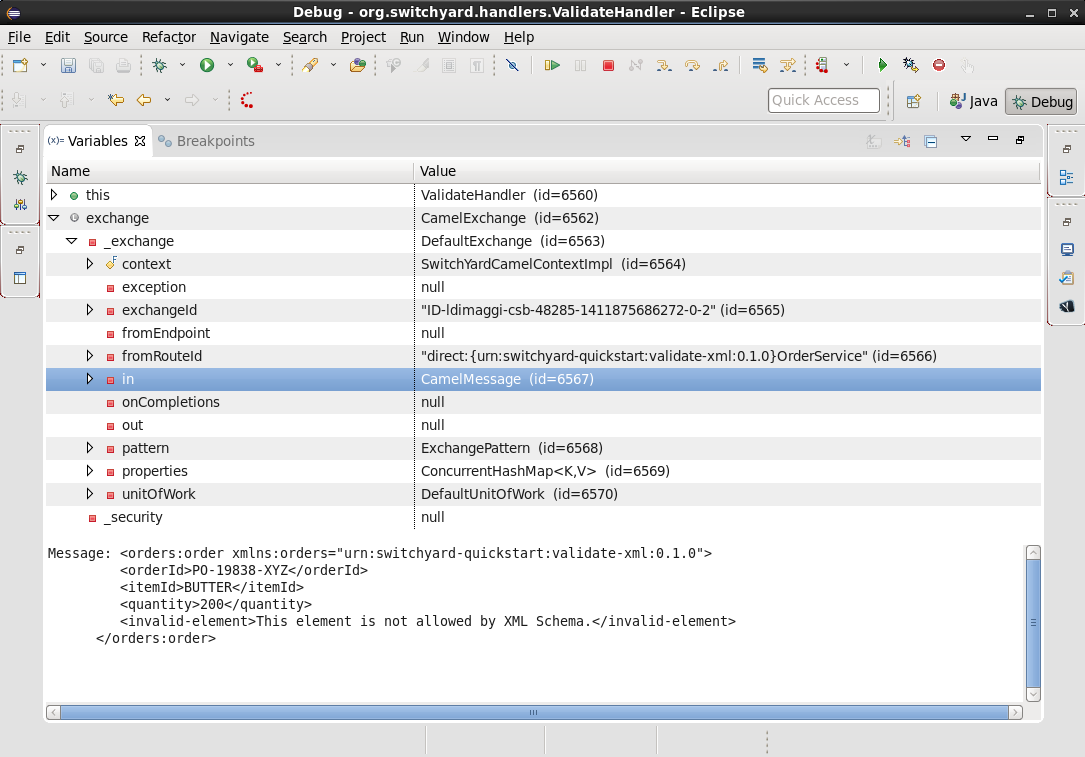 Debug - org.switchyard.handlers.ValidateHandler - Eclipse
File Edit Source Refactor Navigate Search Project Run Window Help
Quick Access Java Debug
(x)= Variables Breakpoints
Name Value
this ValidateHandler (id=6560)
exchange CamelExchange (id=6562)
_exchange DefaultExchange (id=6563)
context SwitchYardCamelContextImpl (id=6564)
exception null
exchangeId "ID-ldimaggi-csb-48285-1411875686272-0-2" (id=6565)
fromEndpoint null
fromRouteId "direct:{urn:switchyard-quickstart:validate-xml:0.1.0}OrderService" (id=6566)
in CamelMessage (id=6567)
onCompletions null
out null
pattern ExchangePattern (id=6568)
properties ConcurrentHashMap<K,V> (id=6569)
unitOfWork DefaultUnitOfWork (id=6570)
_security null
Message: <orders:order xmlns:orders="urn:switchyard-quickstart:validate-xml:0.1.0">
<orderId>PO-19838-XYZ</orderId>
<itemId>BUTTER</itemId>
<quantity>200</quantity>
<invalid-element>This element is not allowed by XML Schema.</invalid-element>
</orders:order>